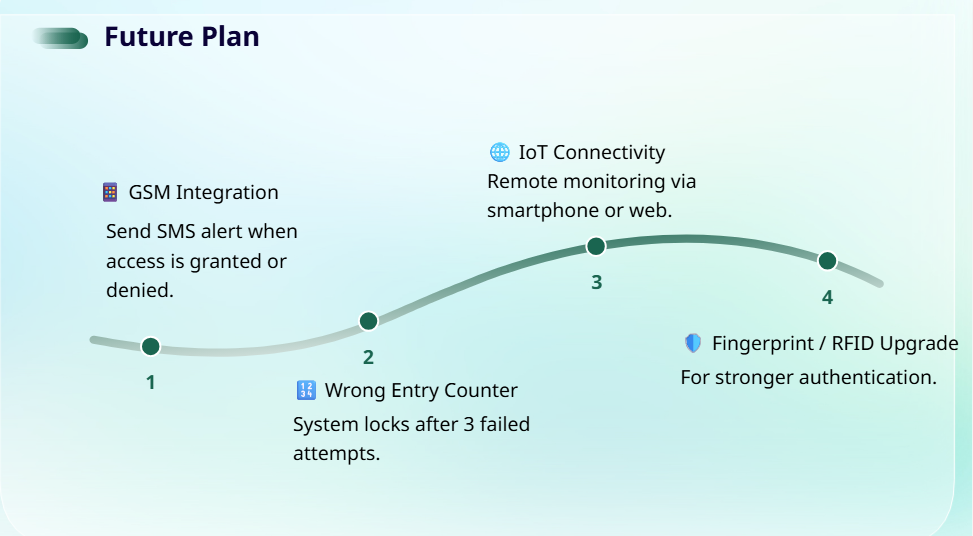 Future Plan
GSM Integration
Send SMS alert when
access is granted or
denied.
1
2
Wrong Entry Counter
System locks after 3 failed
attempts.
IoT Connectivity
Remote monitoring via
smartphone or web.
3
4
Fingerprint / RFID Upgrade
For stronger authentication.